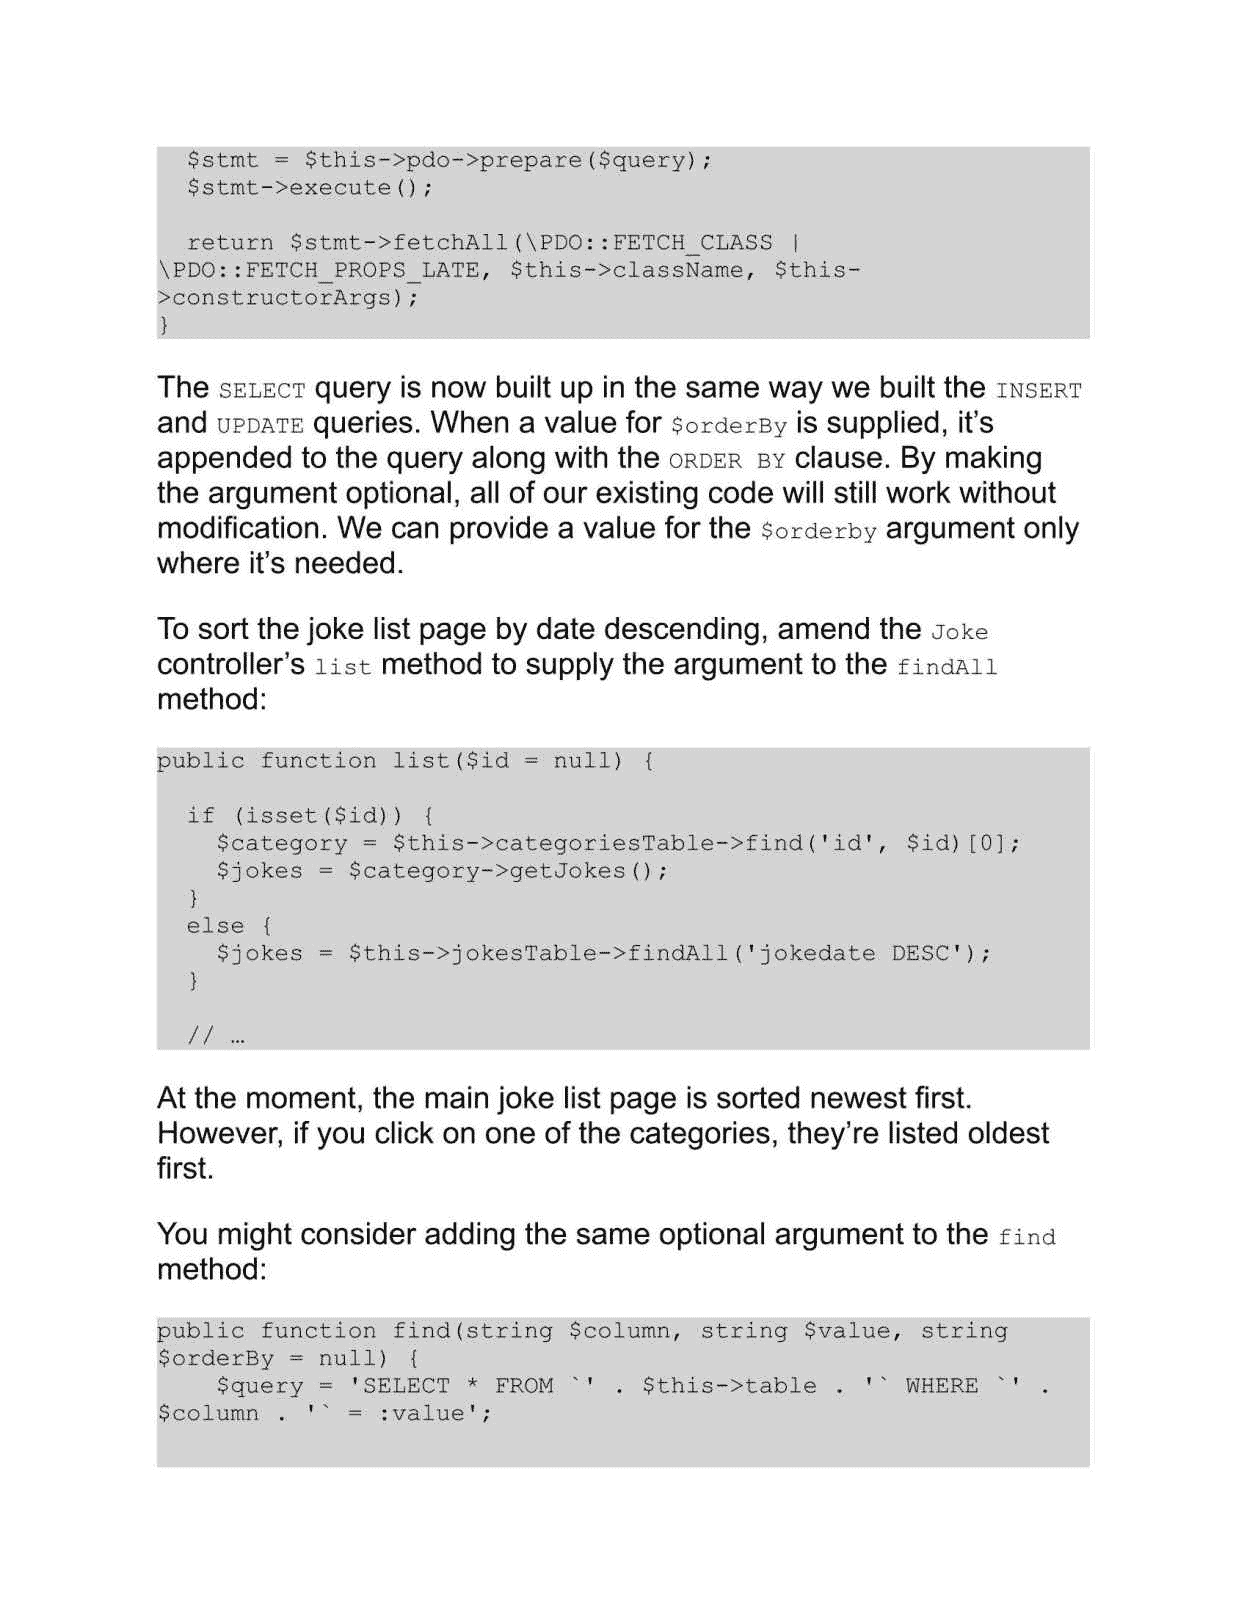 $stmt = $this->pdo->prepare($query);
$stmt->execute();
return $stmt->fetchAll(\PDO::FETCH_CLASS |
\PDO::FETCH_PROPS_LATE, $this->className, $this-
>constructorArgs);
}
The SELECT query is now built up in the same way we built the INSERT
and UPDATE queries. When a value for $orderBy is supplied, it’s
appended to the query along with the ORDER BY clause. By making
the argument optional, all of our existing code will still work without
modification. We can provide a value for the $orderby argument only
where it’s needed.
To sort the joke list page by date descending, amend the Joke
controller’s list method to supply the argument to the findAll
method:
public function list($id = null) {
if (isset($id)) {
$category = $this->categoriesTable->find('id', $id)[0];
$jokes = $category->getJokes();
}
else {
$jokes = $this->jokesTable->findAll('jokedate DESC');
}
// …
At the moment, the main joke list page is sorted newest first.
However, if you click on one of the categories, they’re listed oldest
first.
You might consider adding the same optional argument to the find
method:
public function find(string $column, string $value, string
$orderBy = null) {
$query = 'SELECT * FROM `' . $this->table . '` WHERE `' .
$column . '` = :value';